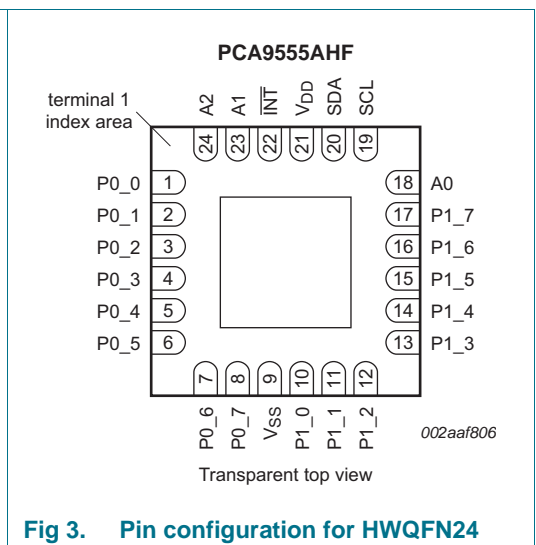 PCA9555AHF
terminal 1
index area
A2
A1
INT
VDD
SDA
SCL
24
23
22
21
20
19
P0_0 1
P0_1 2
P0_2 3
P0_3 4
P0_4 5
P0_5 6
18 A0
17 P1_7
16 P1_6
15 P1_5
14 P1_4
13 P1_3
7
8
9
10
11
12
P0_6
P0_7
VSS
P1_0
P1_1
P1_2
002aaf806
Transparent top view
Fig 3. Pin configuration for HWQFN24